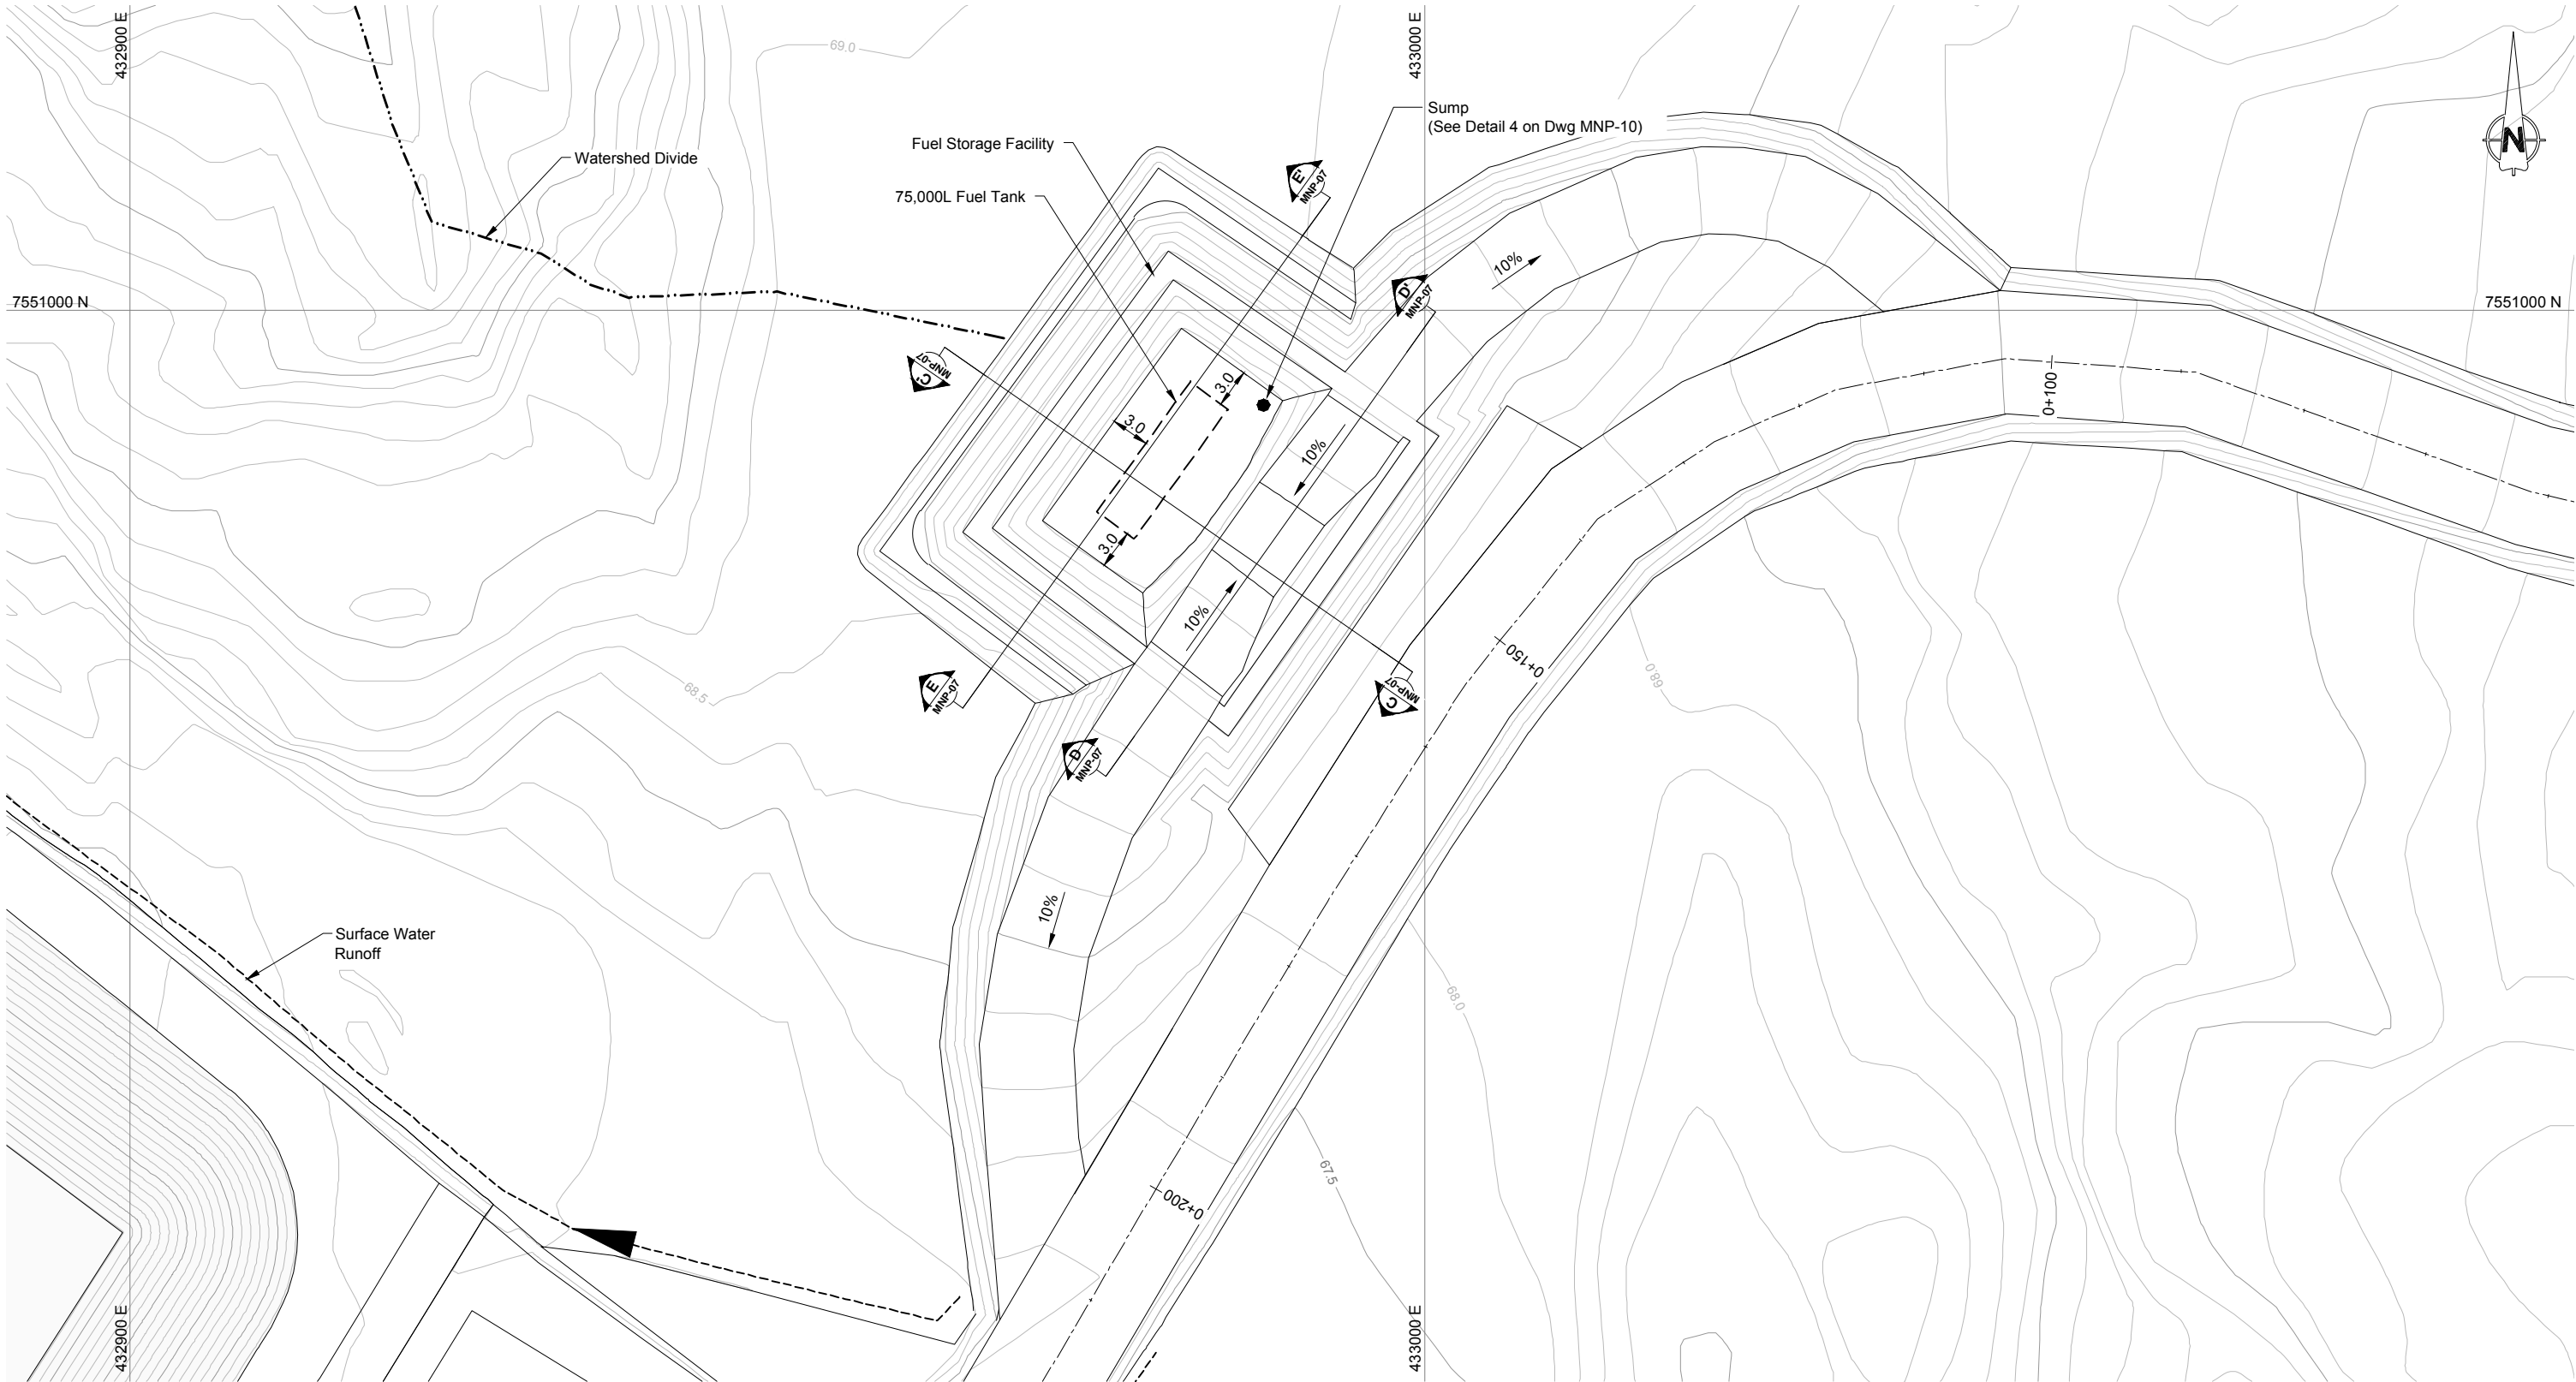 432900 E
69.0
433000 E
Sump
(See Detail 4 on Dwg MNP-10)
N
Fuel Storage Facility
Watershed Divide
75,000L Fuel Tank
E'
MNP-07
10%
D'
MNP-07
7551000 N
7551000 N
C'
MNP-07
3.0
0+100
3.0
10%
3.0
10%
0+150
68.0
68.5
E
MNP-07
C
MNP-07
D
MNP-07
10%
Surface Water
Runoff
68.0
67.5
0+200
432900 E
433000 E